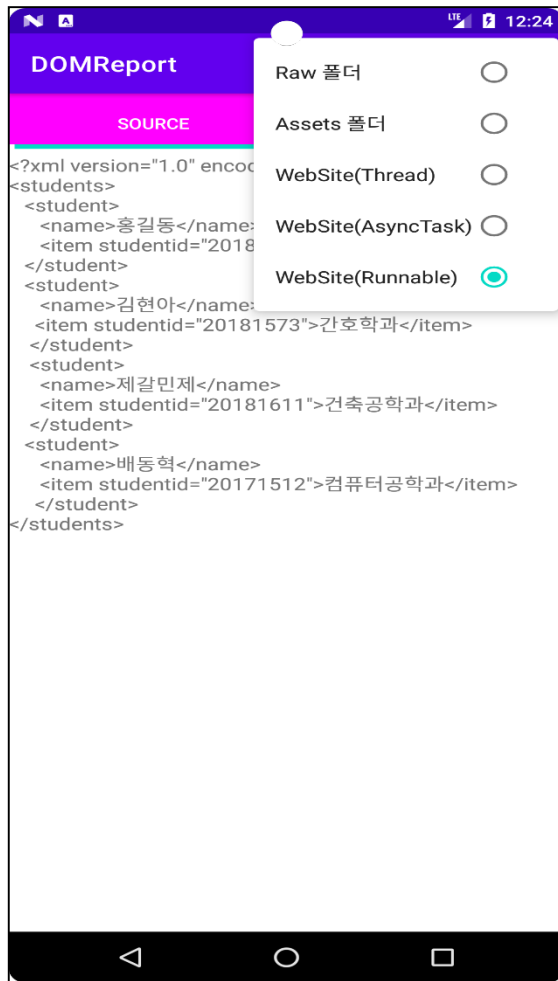 12:24
DOMReport
SOURCE
Raw 폴더
Assets 폴더
WebSite(Thread)
WebSite(AsyncTask)
WebSite(Runnable)
<?xml version="1.0" encod
<students>
<student>
<name>홍길동</name>
<item studentid="2018
</student>
<student>
<name>김현아</name>
<item studentid="20181573">간호학과</item>
</student>
<student>
<name>제갈민제</name>
<item studentid="20181611">건축공학과</item>
</student>
<student>
<name>배동혁</name>
<item studentid="20171512">컴퓨터공학과</item>
</student>
</students>